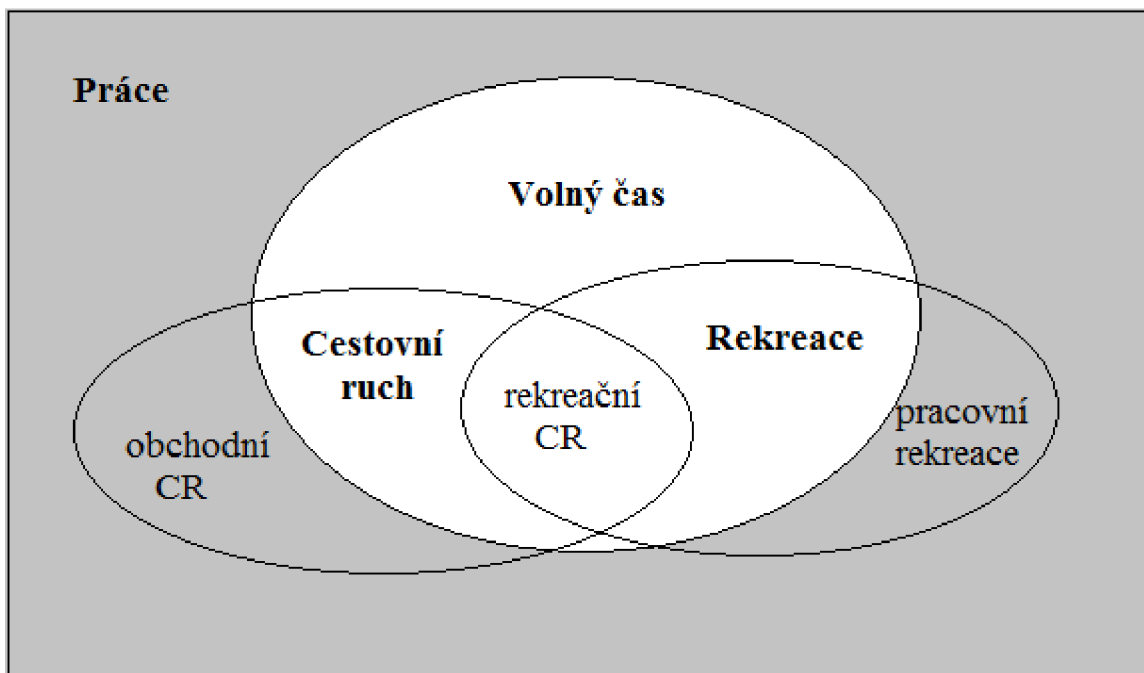 Práce
Volný čas
Cestovní
ruch
Rekreace
rekreační
CR
obchodní
CR
pracovní
rekreace